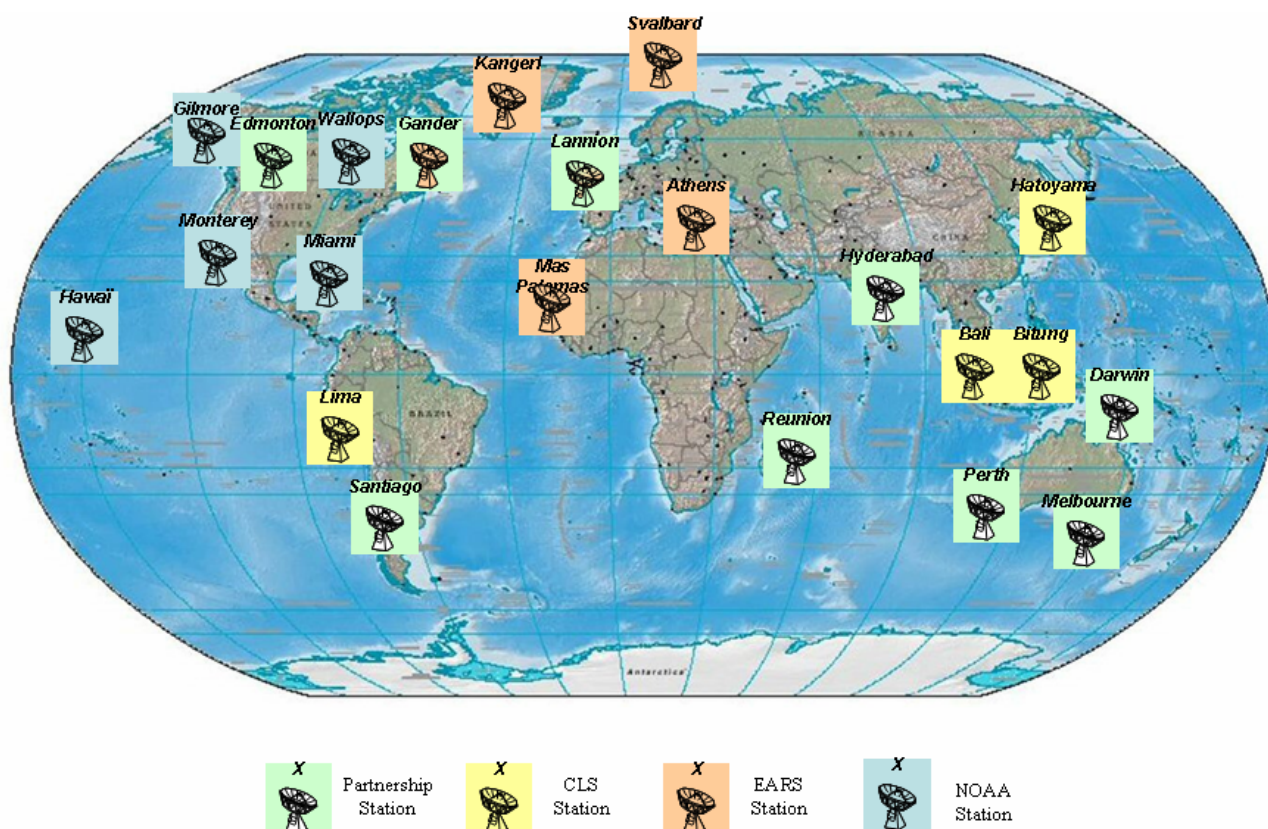 Svalbard
Kangerl
Gilmore
Edmonton
Wallops
Gander
Lannion
RUSSIA
Athens
Hatoyama
UNITED
STATES
CHINA
Monterey
Miami
Hyderabad
Mas
Palomas
Hawaï
Bali
Bitung
Darwin
Lima
BRAZIL
Reunion
Santiago
Perth
Melbourne
Antarctica
X
Partnership
Station
X
CLS
Station
X
EARS
Station
X
NOAA
Station